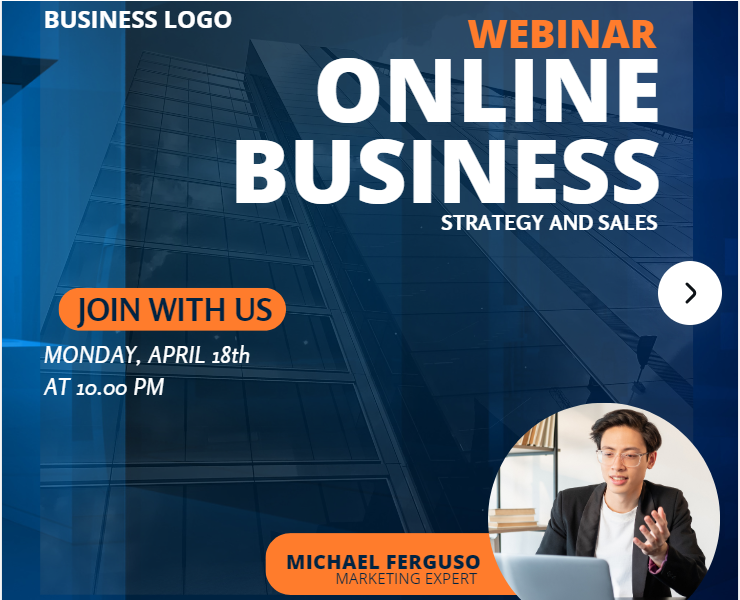 BUSINESS LOGO
WEBINAR
ONLINE
BUSINESS
STRATEGY AND SALES
JOIN WITH US
MONDAY, APRIL 18th
AT 10.00 PM
MICHAEL FERGUSO
MARKETING EXPERT